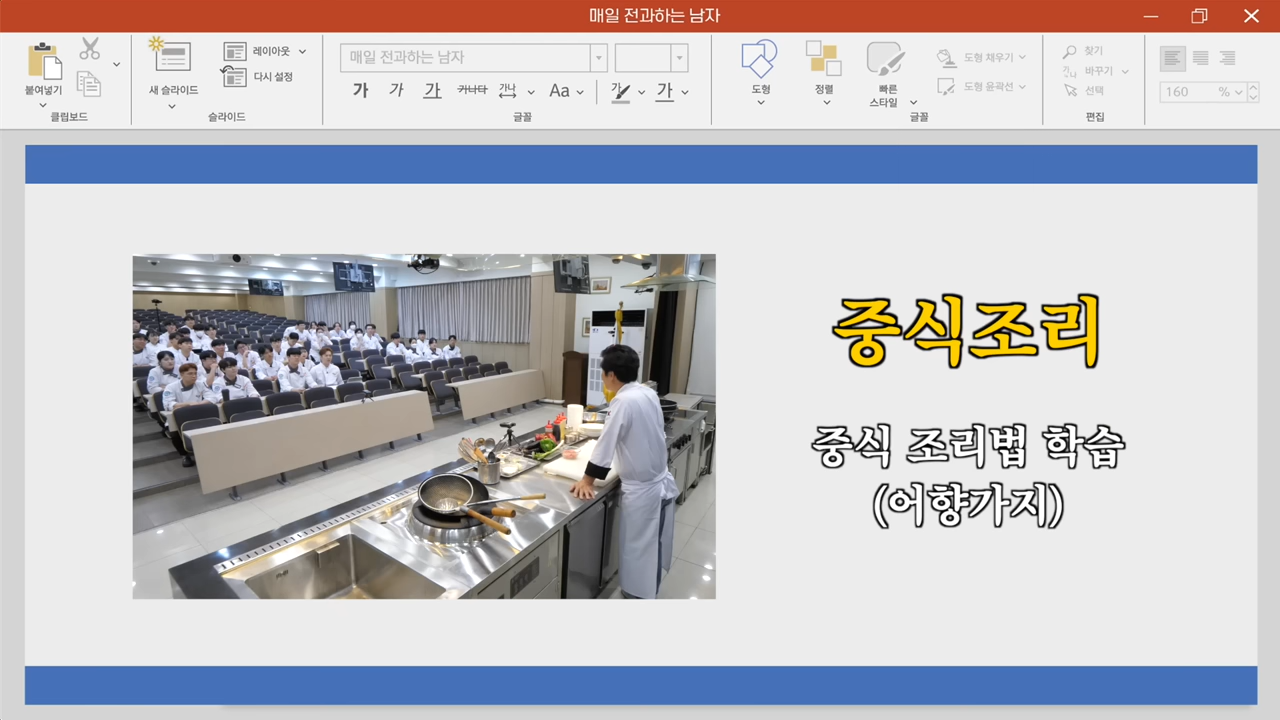 매일 전과하는 남자
붙여넣기
클립보드
새 슬라이드
레이아웃
다시 설정
슬라이드
매일 전과하는 남자
가 가 가 가나다 가나 Aa 가 가
글꼴
도형
정렬
빠른
스타일
도형 채우기
도형 윤곽선
글꼴
찾기
바꾸기
선택
편집
160 %
중식조리
중식 조리법 학습
(어향가지)